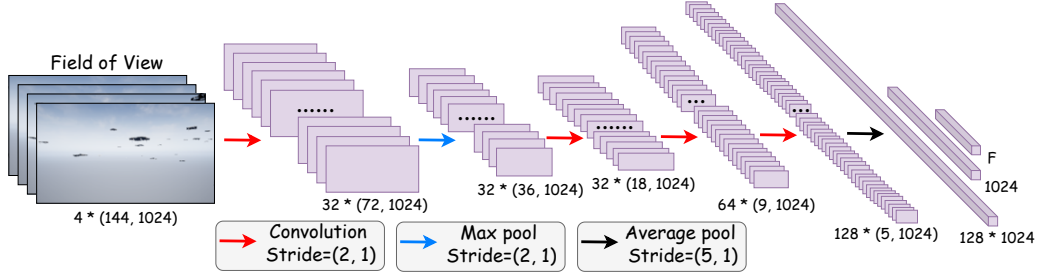 Field of View
......
......
......
...
...
F
1024
4 * (144, 1024)
32 * (72, 1024)
32 * (36, 1024)
32 * (18, 1024)
64 * (9, 1024)
128 * (5, 1024)
128 * 1024
Convolution
Stride=(2, 1)
Max pool
Stride=(2, 1)
Average pool
Stride=(5, 1)